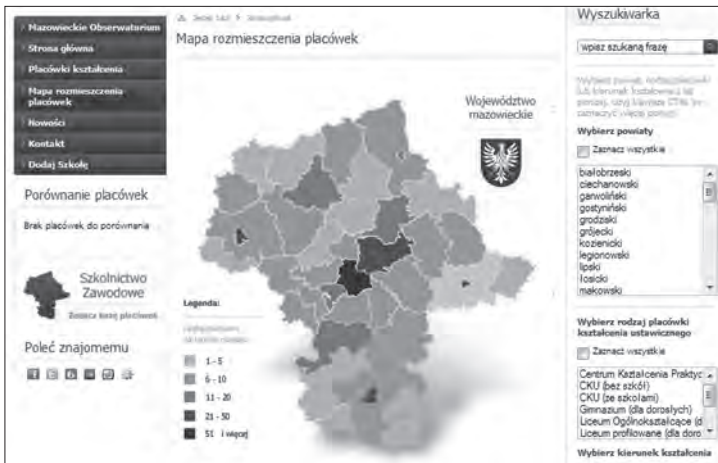 Mazowieckie Obserwatorium
Strona główna
Placówki kształcenia
Mapa rozmieszczenia
placówek
Nowości
Kontakt
Dodaj Szkołę
Porównanie placówek
Brak placówek do porównania
Szkolnictwo
Zawodowe
Poleć znajomemu
Mapa rozmieszczenia placówek
Województwo
mazowieckie
Legenda:
1 - 5
6 - 10
11 - 20
21 - 50
51 i więcej
Wyszukiwarka
wpisz szukaną frazę
Wybierz powiaty
Zaznacz wszystkie
białobrzeski
ciechanowski
garwoliński
gostyniński
grodziski
grójecki
kozienicki
legionowski
lipski
łosicki
makowski
Wybierz rodzaj placówki
kształcenia ustawicznego
Zaznacz wszystkie
Centrum Kształcenia Praktyc
CKU (bez szkół)
CKU (ze szkołami)
Gimnazjum (dla dorosłych)
Liceum Ogólnokształcące (d
Liceum profilowane (dla doro
Wybierz kierunek kształcenia